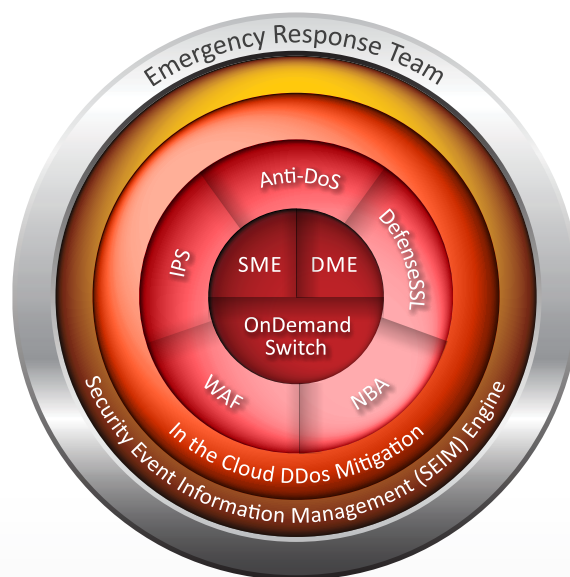 Emergency Response Team
Anti-DoS
DefenseSSL
IPS
SME
DME
OnDemand
Switch
WAF
NBA
In the Cloud DDos Mitigation
Security Event Information Management (SEIM) Engine